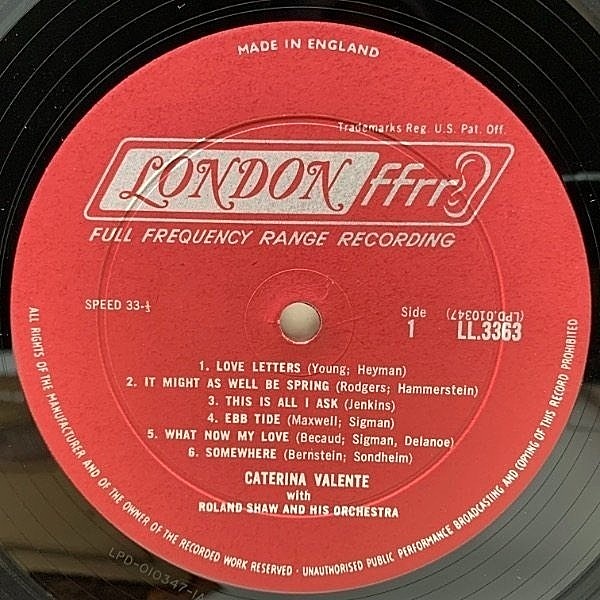 MADE IN ENGLAND
Trademarks Reg. U.S. Pat. Off.
LONDON ffrr
FULL FREQUENCY RANGE RECORDING
SPEED 33-⅓
Side
1
(LPD.010347)
LL.3363
1. LOVE LETTERS (Young; Heyman)
2. IT MIGHT AS WELL BE SPRING (Rodgers; Hammerstein)
3. THIS IS ALL I ASK (Jenkins)
4. EBB TIDE (Maxwell; Sigman)
5. WHAT NOW MY LOVE (Becaud; Sigman, Delanoe)
6. SOMEWHERE (Bernstein; Sondheim)
CATERINA VALENTE
with
ROLAND SHAW AND HIS ORCHESTRA
ALL RIGHTS OF THE MANUFACTURER AND OF THE OWNER OF THE RECORDED WORK RESERVED · UNAUTHORISED PUBLIC PERFORMANCE BROADCASTING AND COPYING OF THIS RECORD PROHIBITED
LPD-010347-1A